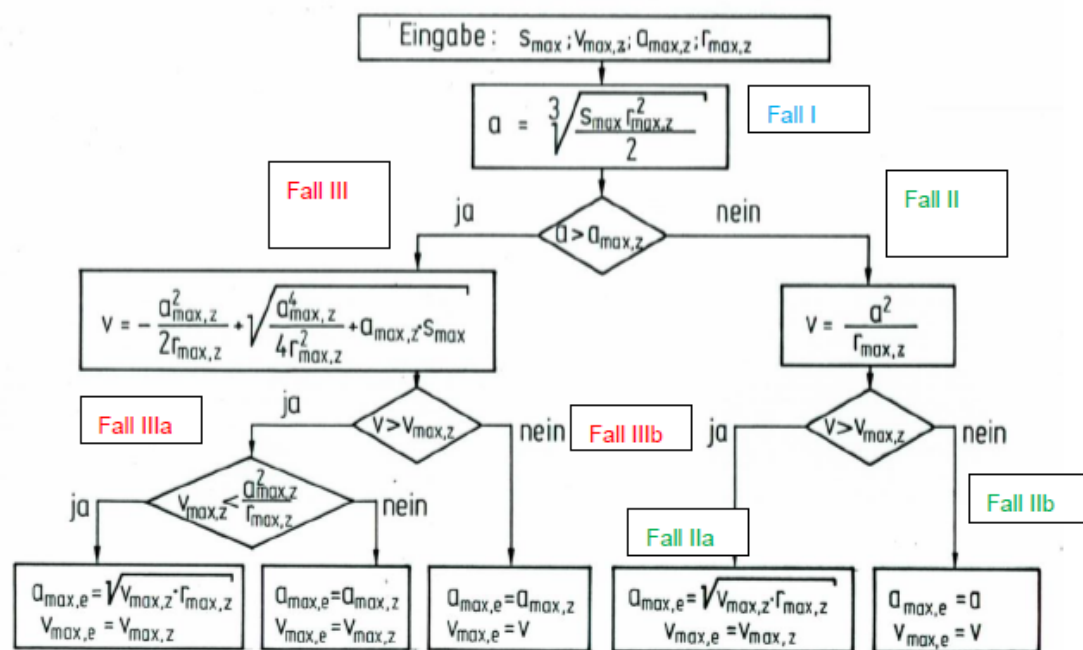 Eingabe: s_max; v_max,z; a_max,z; r_max,z
a = ∛(s_max r²_max,z / 2)
Fall I
Fall III
ja
a > a_max,z
nein
Fall II
v = - a²_max,z / 2r_max,z + √(a⁴_max,z / 4r²_max,z + a_max,z · s_max)
v = a² / r_max,z
Fall IIIa
ja
v > v_max,z
nein
Fall IIIb
ja
v > v_max,z
nein
ja
v_max,z < a²_max,z / r_max,z
nein
Fall IIa
Fall IIb
a_max,e = √(v_max,z · r_max,z)
v_max,e = v_max,z
a_max,e = a_max,z
v_max,e = v_max,z
a_max,e = a_max,z
v_max,e = v
a_max,e = √(v_max,z · r_max,z)
v_max,e = v_max,z
a_max,e = a
v_max,e = v